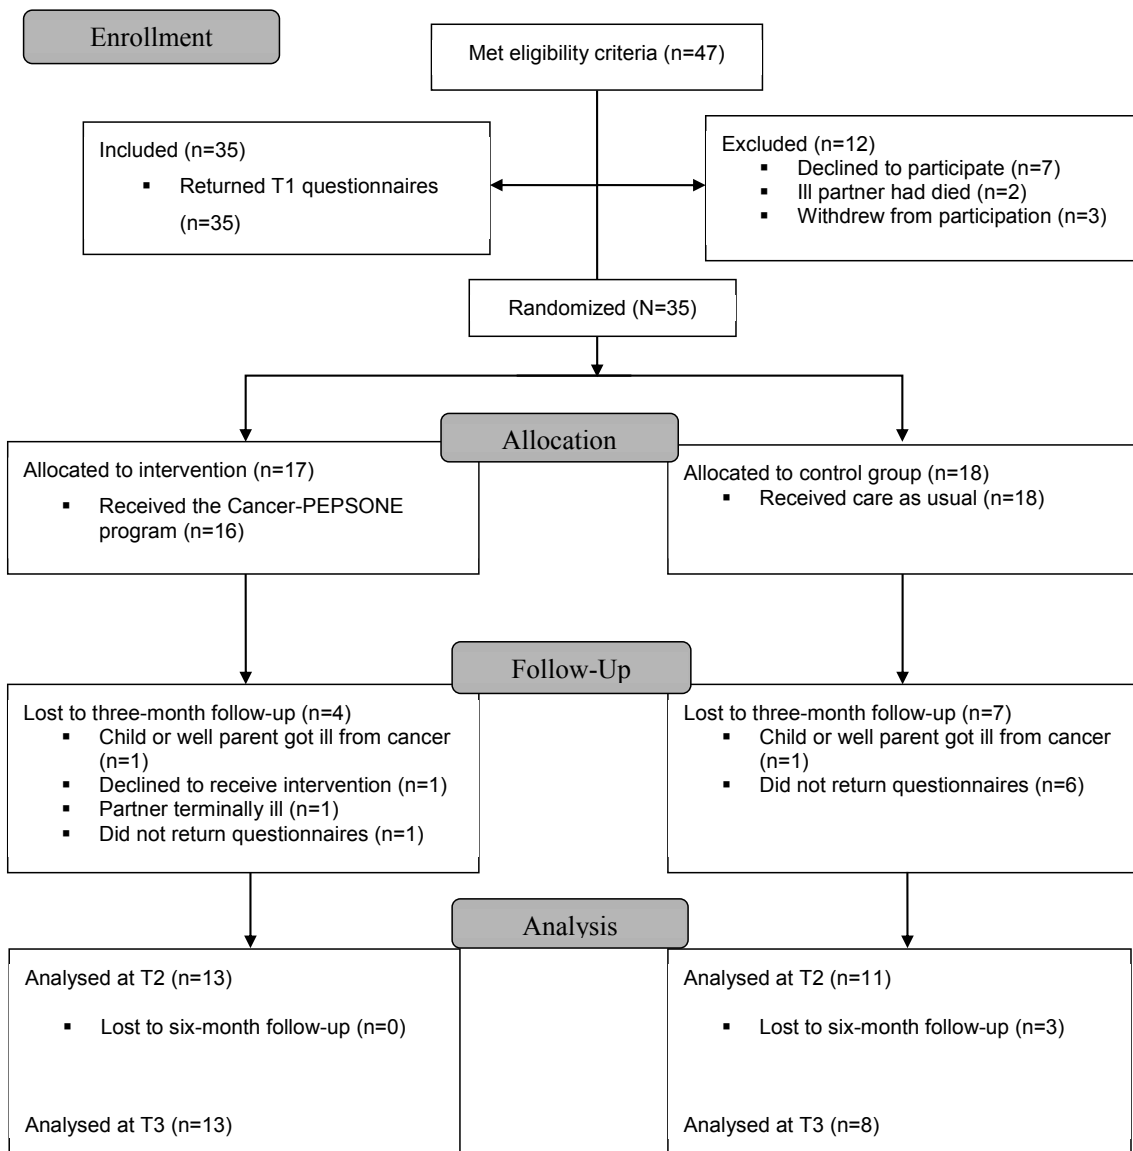 Enrollment
Met eligibility criteria (n=47)
Included (n=35)
▪ Returned T1 questionnaires
(n=35)
Excluded (n=12)
▪ Declined to participate (n=7)
▪ Ill partner had died (n=2)
▪ Withdrew from participation (n=3)
Randomized (N=35)
Allocation
Allocated to intervention (n=17)
▪ Received the Cancer-PEPSONE
program (n=16)
Allocated to control group (n=18)
▪ Received care as usual (n=18)
Follow-Up
Lost to three-month follow-up (n=4)
▪ Child or well parent got ill from cancer
(n=1)
▪ Declined to receive intervention (n=1)
▪ Partner terminally ill (n=1)
▪ Did not return questionnaires (n=1)
Lost to three-month follow-up (n=7)
▪ Child or well parent got ill from cancer
(n=1)
▪ Did not return questionnaires (n=6)
Analysis
Analysed at T2 (n=13)
▪ Lost to six-month follow-up (n=0)
Analysed at T3 (n=13)
Analysed at T2 (n=11)
▪ Lost to six-month follow-up (n=3)
Analysed at T3 (n=8)